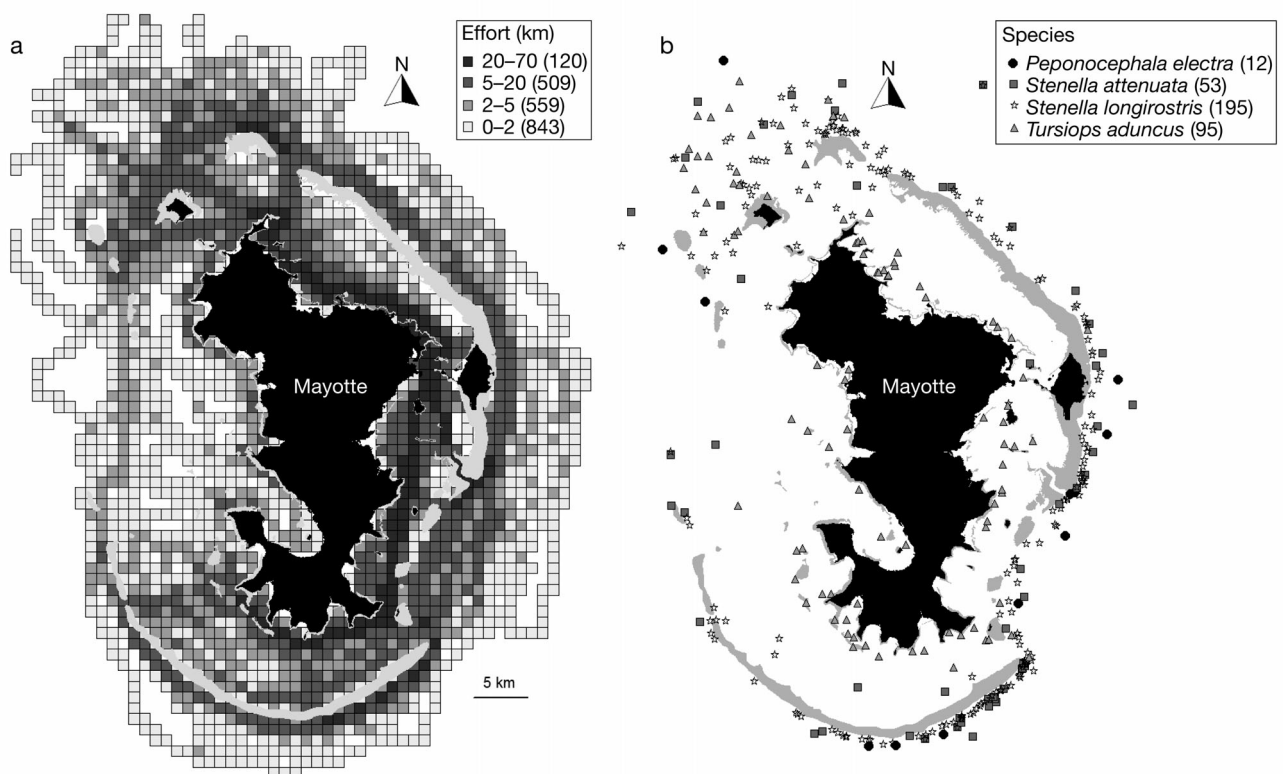 a
Effort (km)
20–70 (120)
5–20 (509)
2–5 (559)
0–2 (843)
N
Mayotte
5 km
b
Species
Peponocephala electra (12)
Stenella attenuata (53)
Stenella longirostris (195)
Tursiops aduncus (95)
N
Mayotte